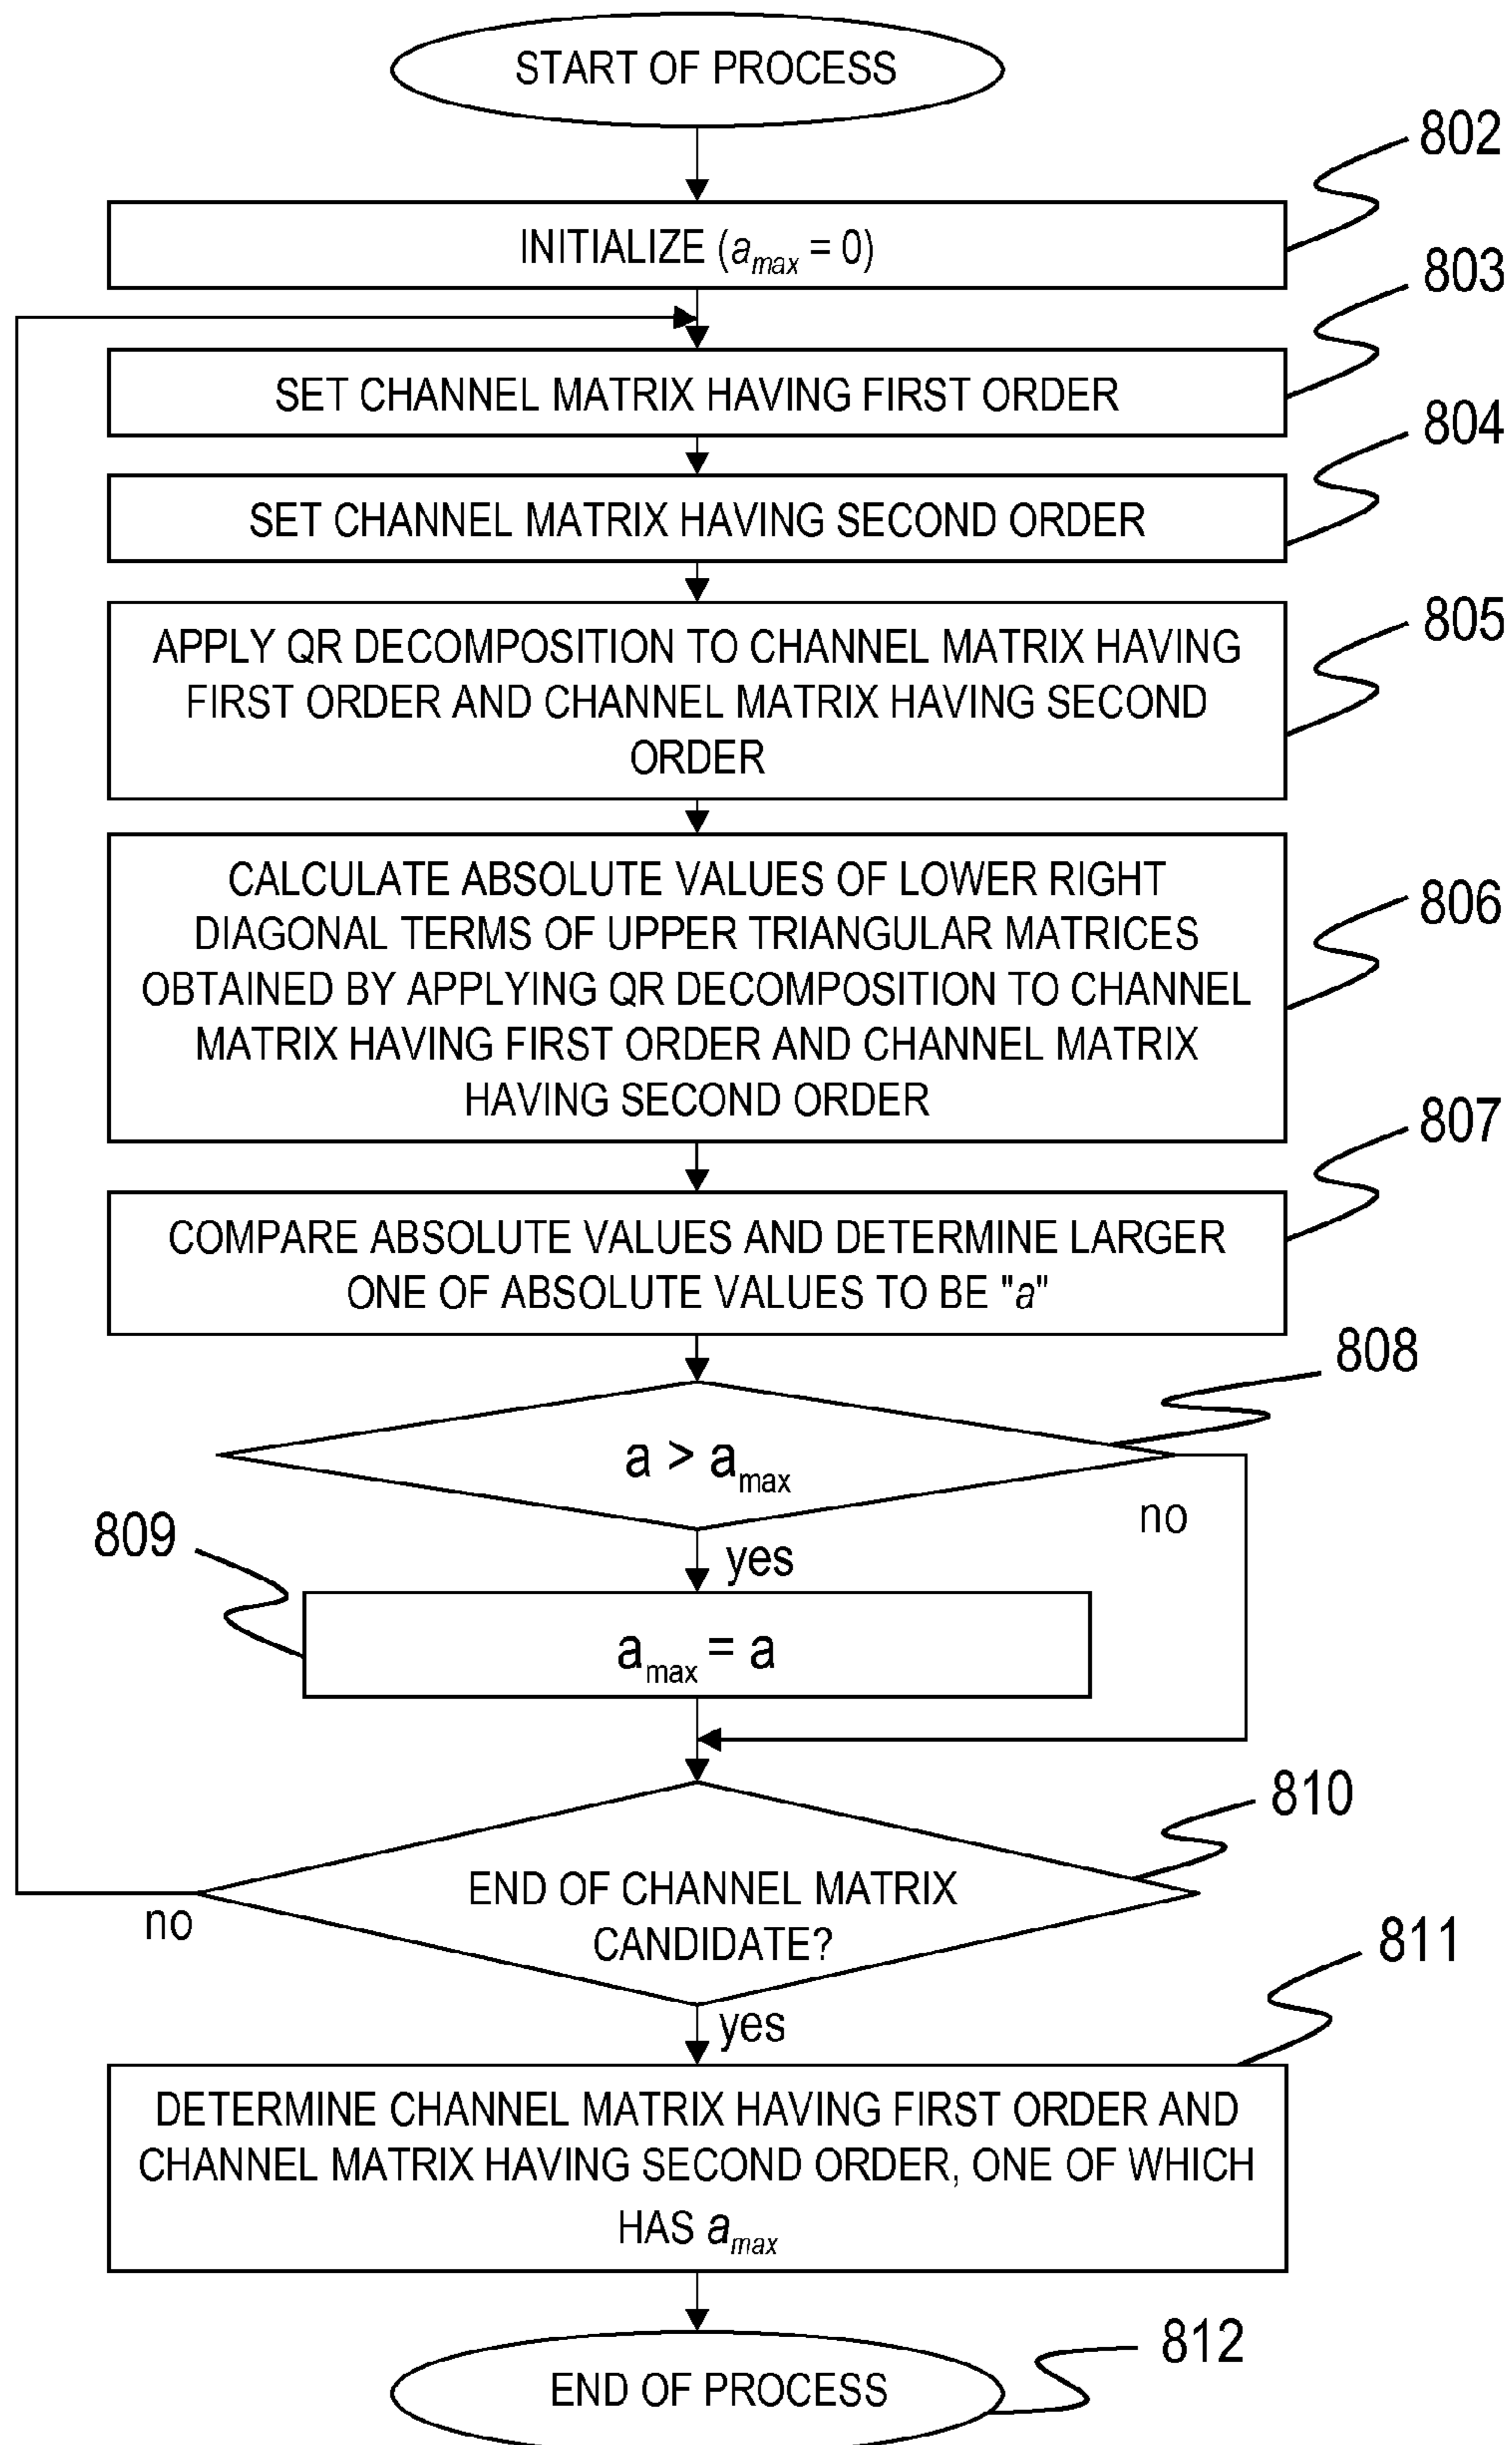 START OF PROCESS
802
INITIALIZE (amax = 0)
803
SET CHANNEL MATRIX HAVING FIRST ORDER
804
SET CHANNEL MATRIX HAVING SECOND ORDER
805
APPLY QR DECOMPOSITION TO CHANNEL MATRIX HAVING
FIRST ORDER AND CHANNEL MATRIX HAVING SECOND
ORDER
806
CALCULATE ABSOLUTE VALUES OF LOWER RIGHT
DIAGONAL TERMS OF UPPER TRIANGULAR MATRICES
OBTAINED BY APPLYING QR DECOMPOSITION TO CHANNEL
MATRIX HAVING FIRST ORDER AND CHANNEL MATRIX
HAVING SECOND ORDER
807
COMPARE ABSOLUTE VALUES AND DETERMINE LARGER
ONE OF ABSOLUTE VALUES TO BE "a"
808
a > amax
no
809
yes
amax = a
810
END OF CHANNEL MATRIX
CANDIDATE?
no
811
yes
DETERMINE CHANNEL MATRIX HAVING FIRST ORDER AND
CHANNEL MATRIX HAVING SECOND ORDER, ONE OF WHICH
HAS amax
812
END OF PROCESS